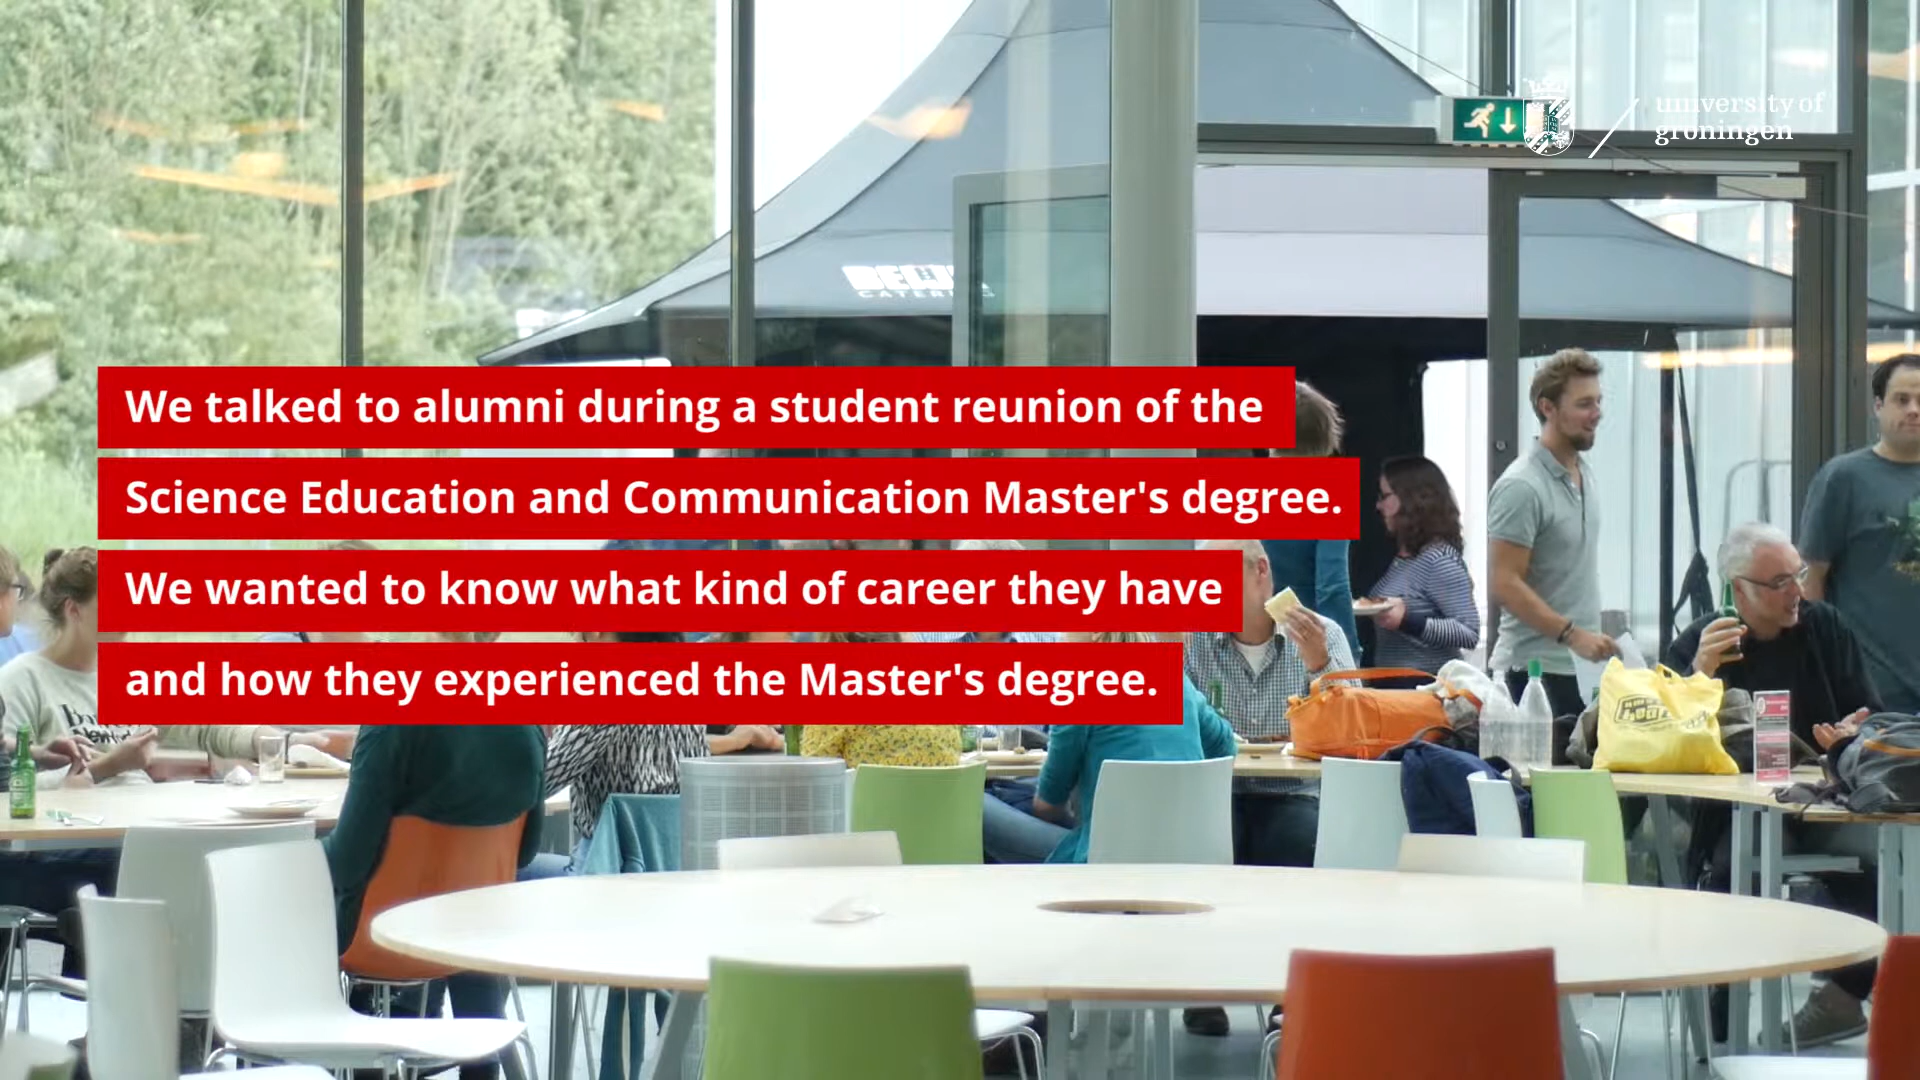 university of
groningen
We talked to alumni during a student reunion of the
Science Education and Communication Master's degree.
We wanted to know what kind of career they have
and how they experienced the Master's degree.